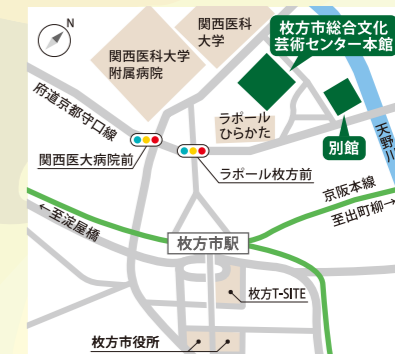 N
関西医科
大学
関西医科大学
附属病院
枚方市総合文化
芸術センター本館
府道京都守口線
ラポール
ひらかた
別館
天野川
関西医大病院前
ラポール枚方前
京阪本線
至出町柳→
←至淀屋橋
枚方市駅
枚方T-SITE
枚方市役所